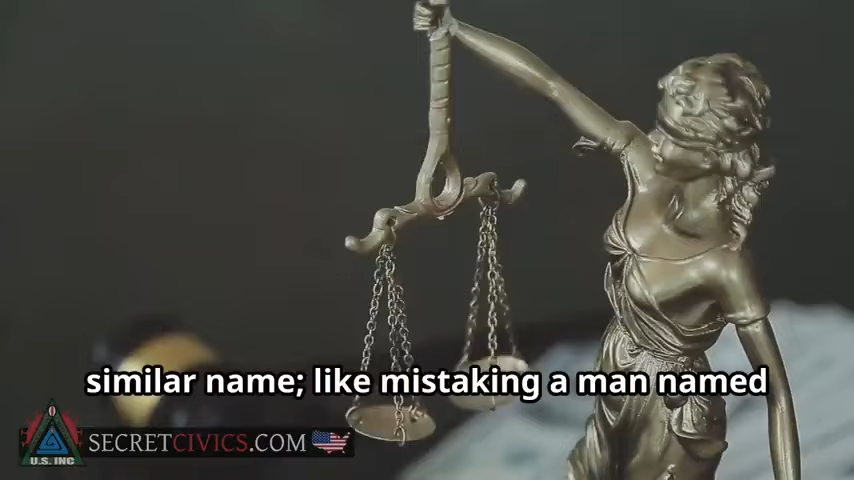 similar name; like mistaking a man named
SECRETCIVICS.COM
U.S. INC